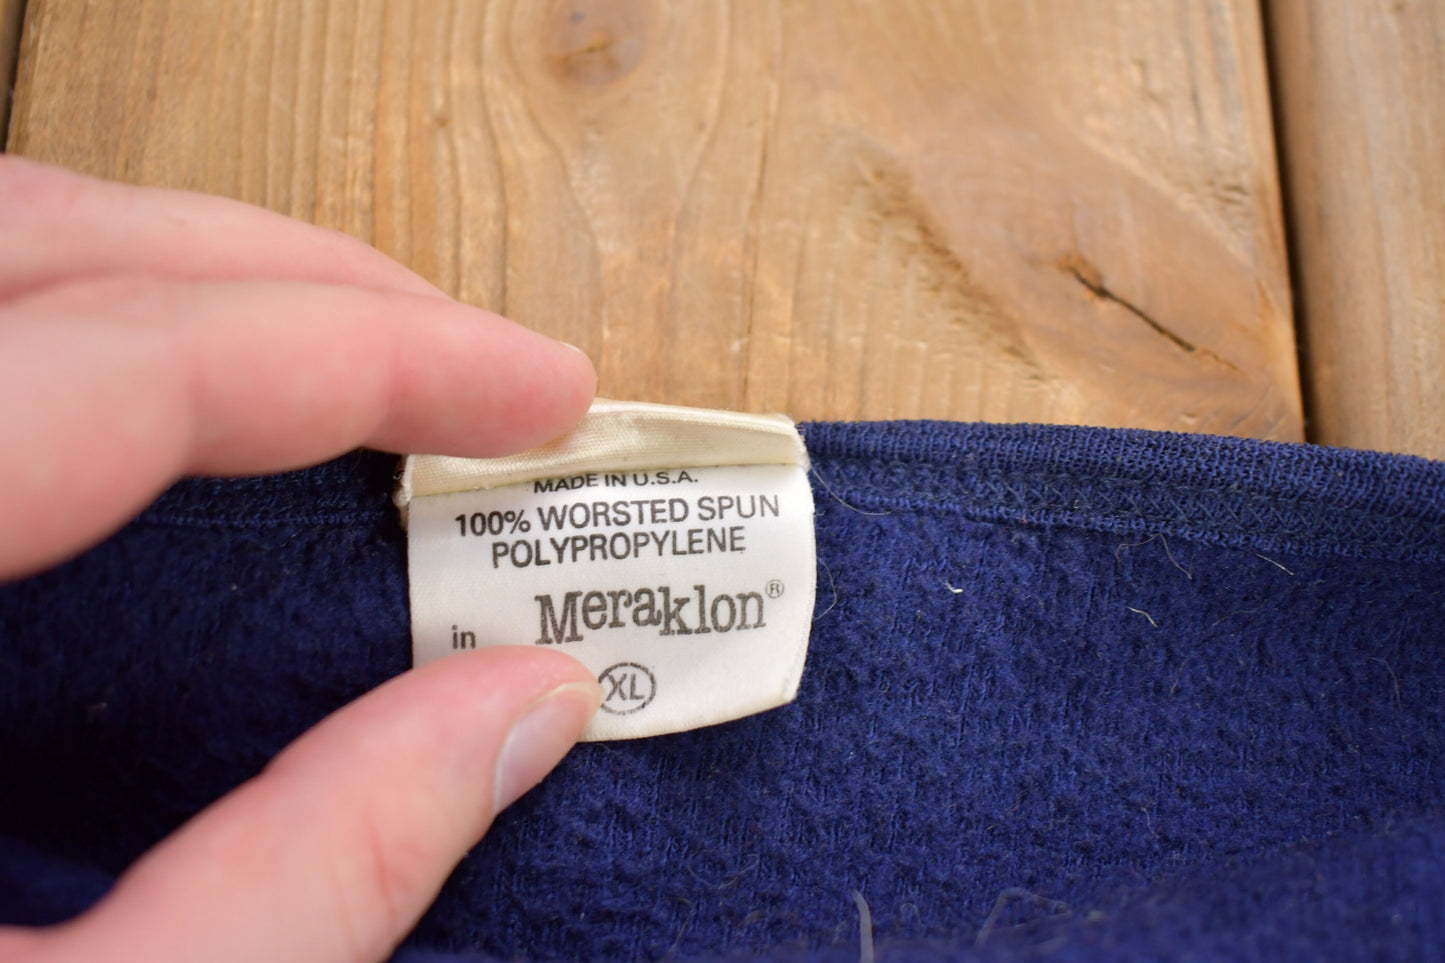 MADE IN U.S.A.
100% WORSTED SPUN
POLYPROPYLENE
in Meraklon®
XL